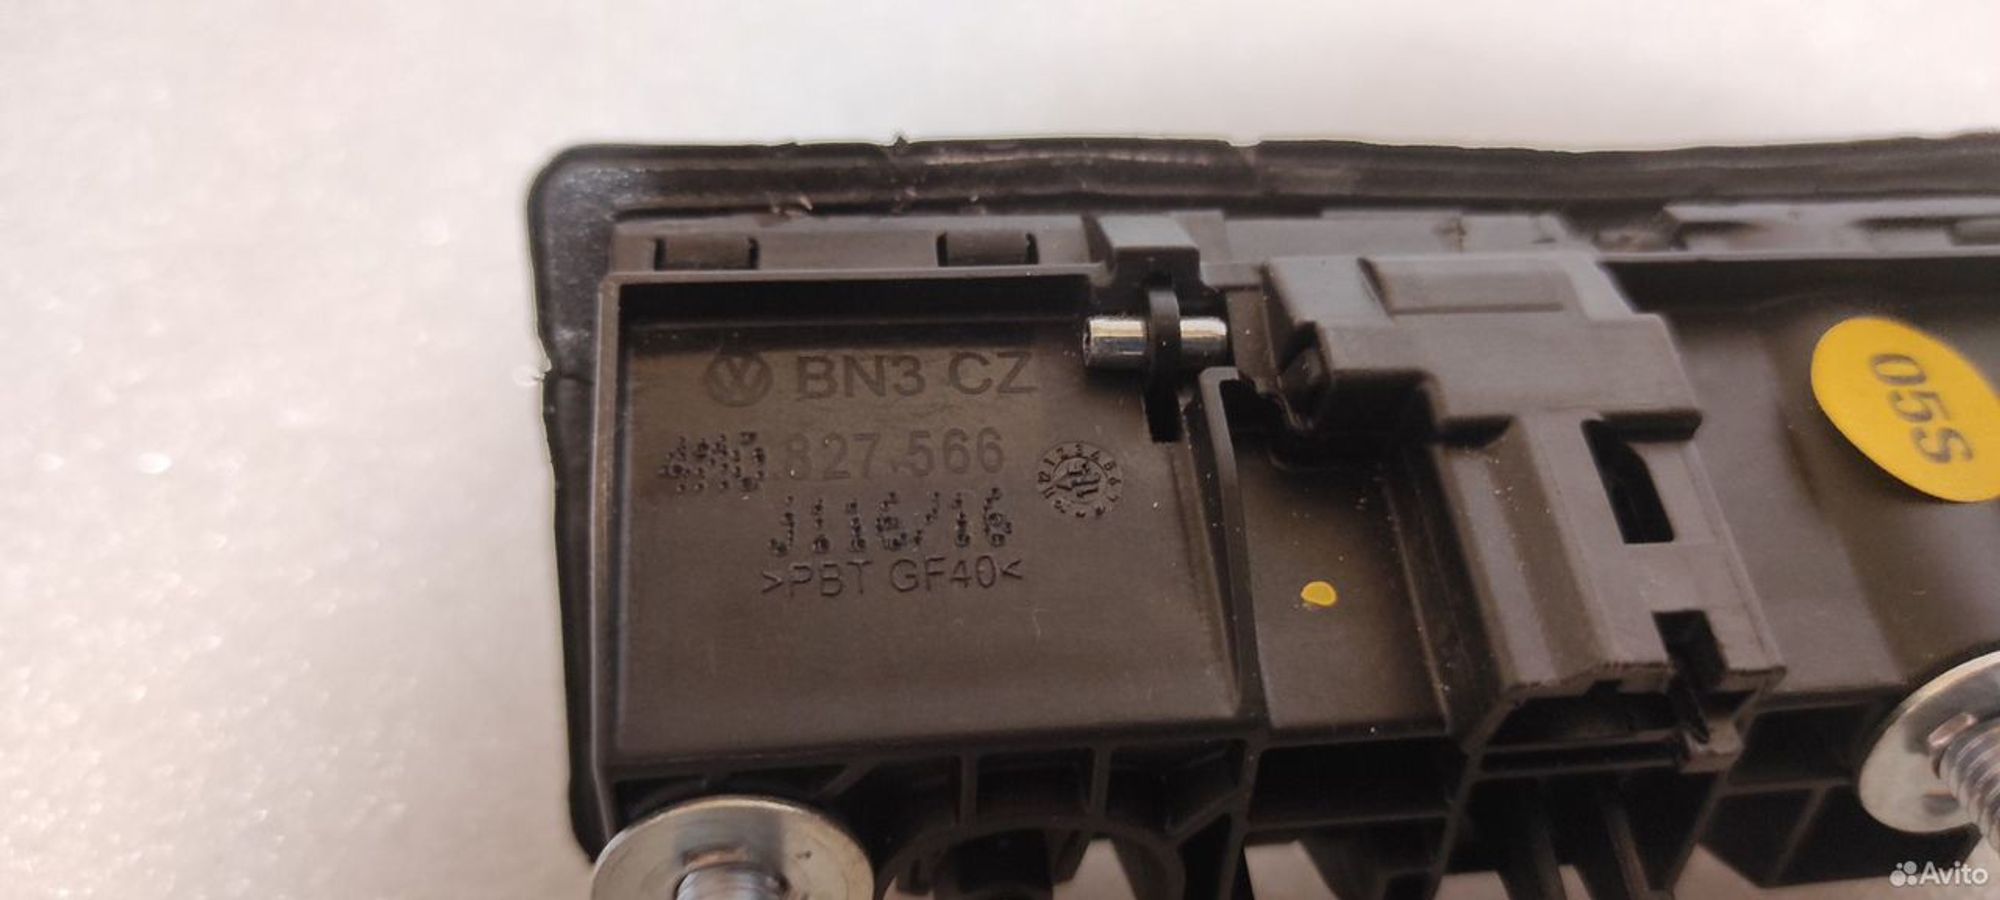 BN3 CZ
.827.566
>PBT GF40<
05S
Avito